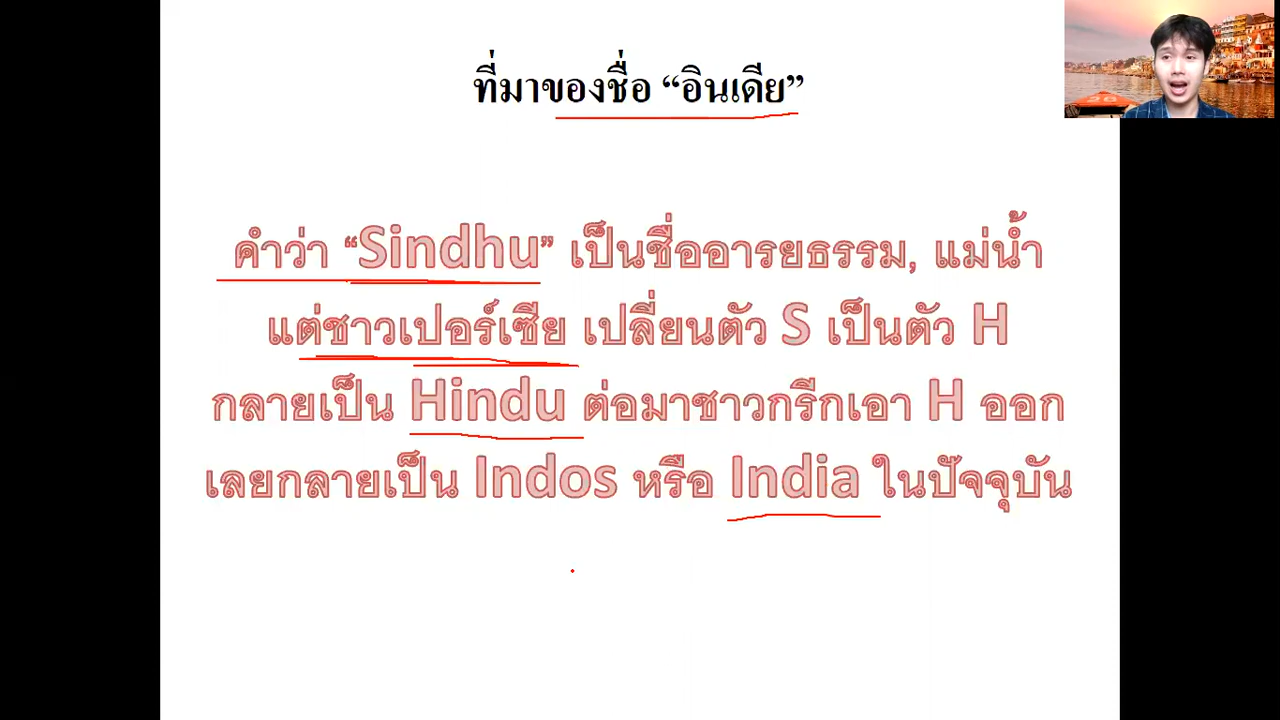 ที่มาของชื่อ “อินเดีย”
คำว่า “Sindhu” เป็นชื่ออารยธรรม, แม่น้ำ
แต่ชาวเปอร์เซีย เปลี่ยนตัว S เป็นตัว H
กลายเป็น Hindu ต่อมาชาวกรีกเอา H ออก
เลยกลายเป็น Indos หรือ India ในปัจจุบัน